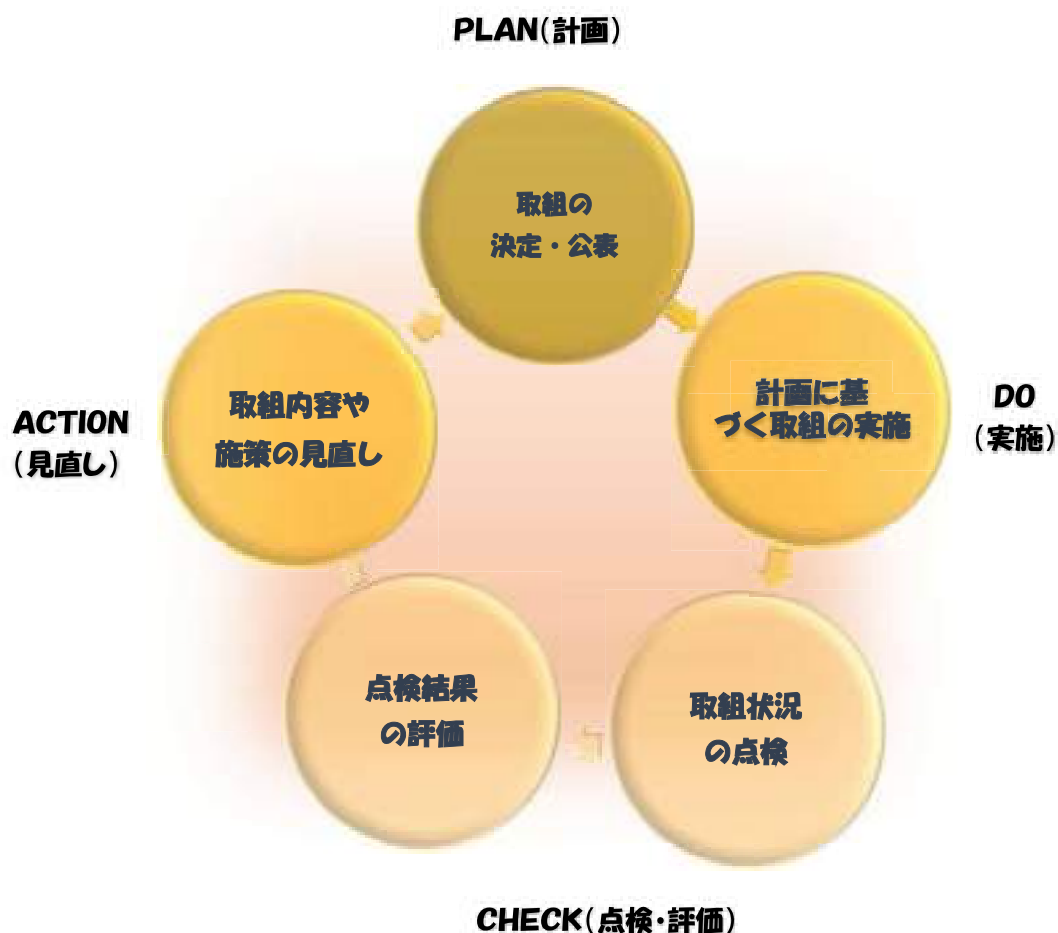 PLAN(計画)
取組の
決定・公表
計画に基
づく取組の実施
DO
(実施)
取組内容や
施策の見直し
ACTION
(見直し)
点検結果
の評価
取組状況
の点検
CHECK(点検・評価)